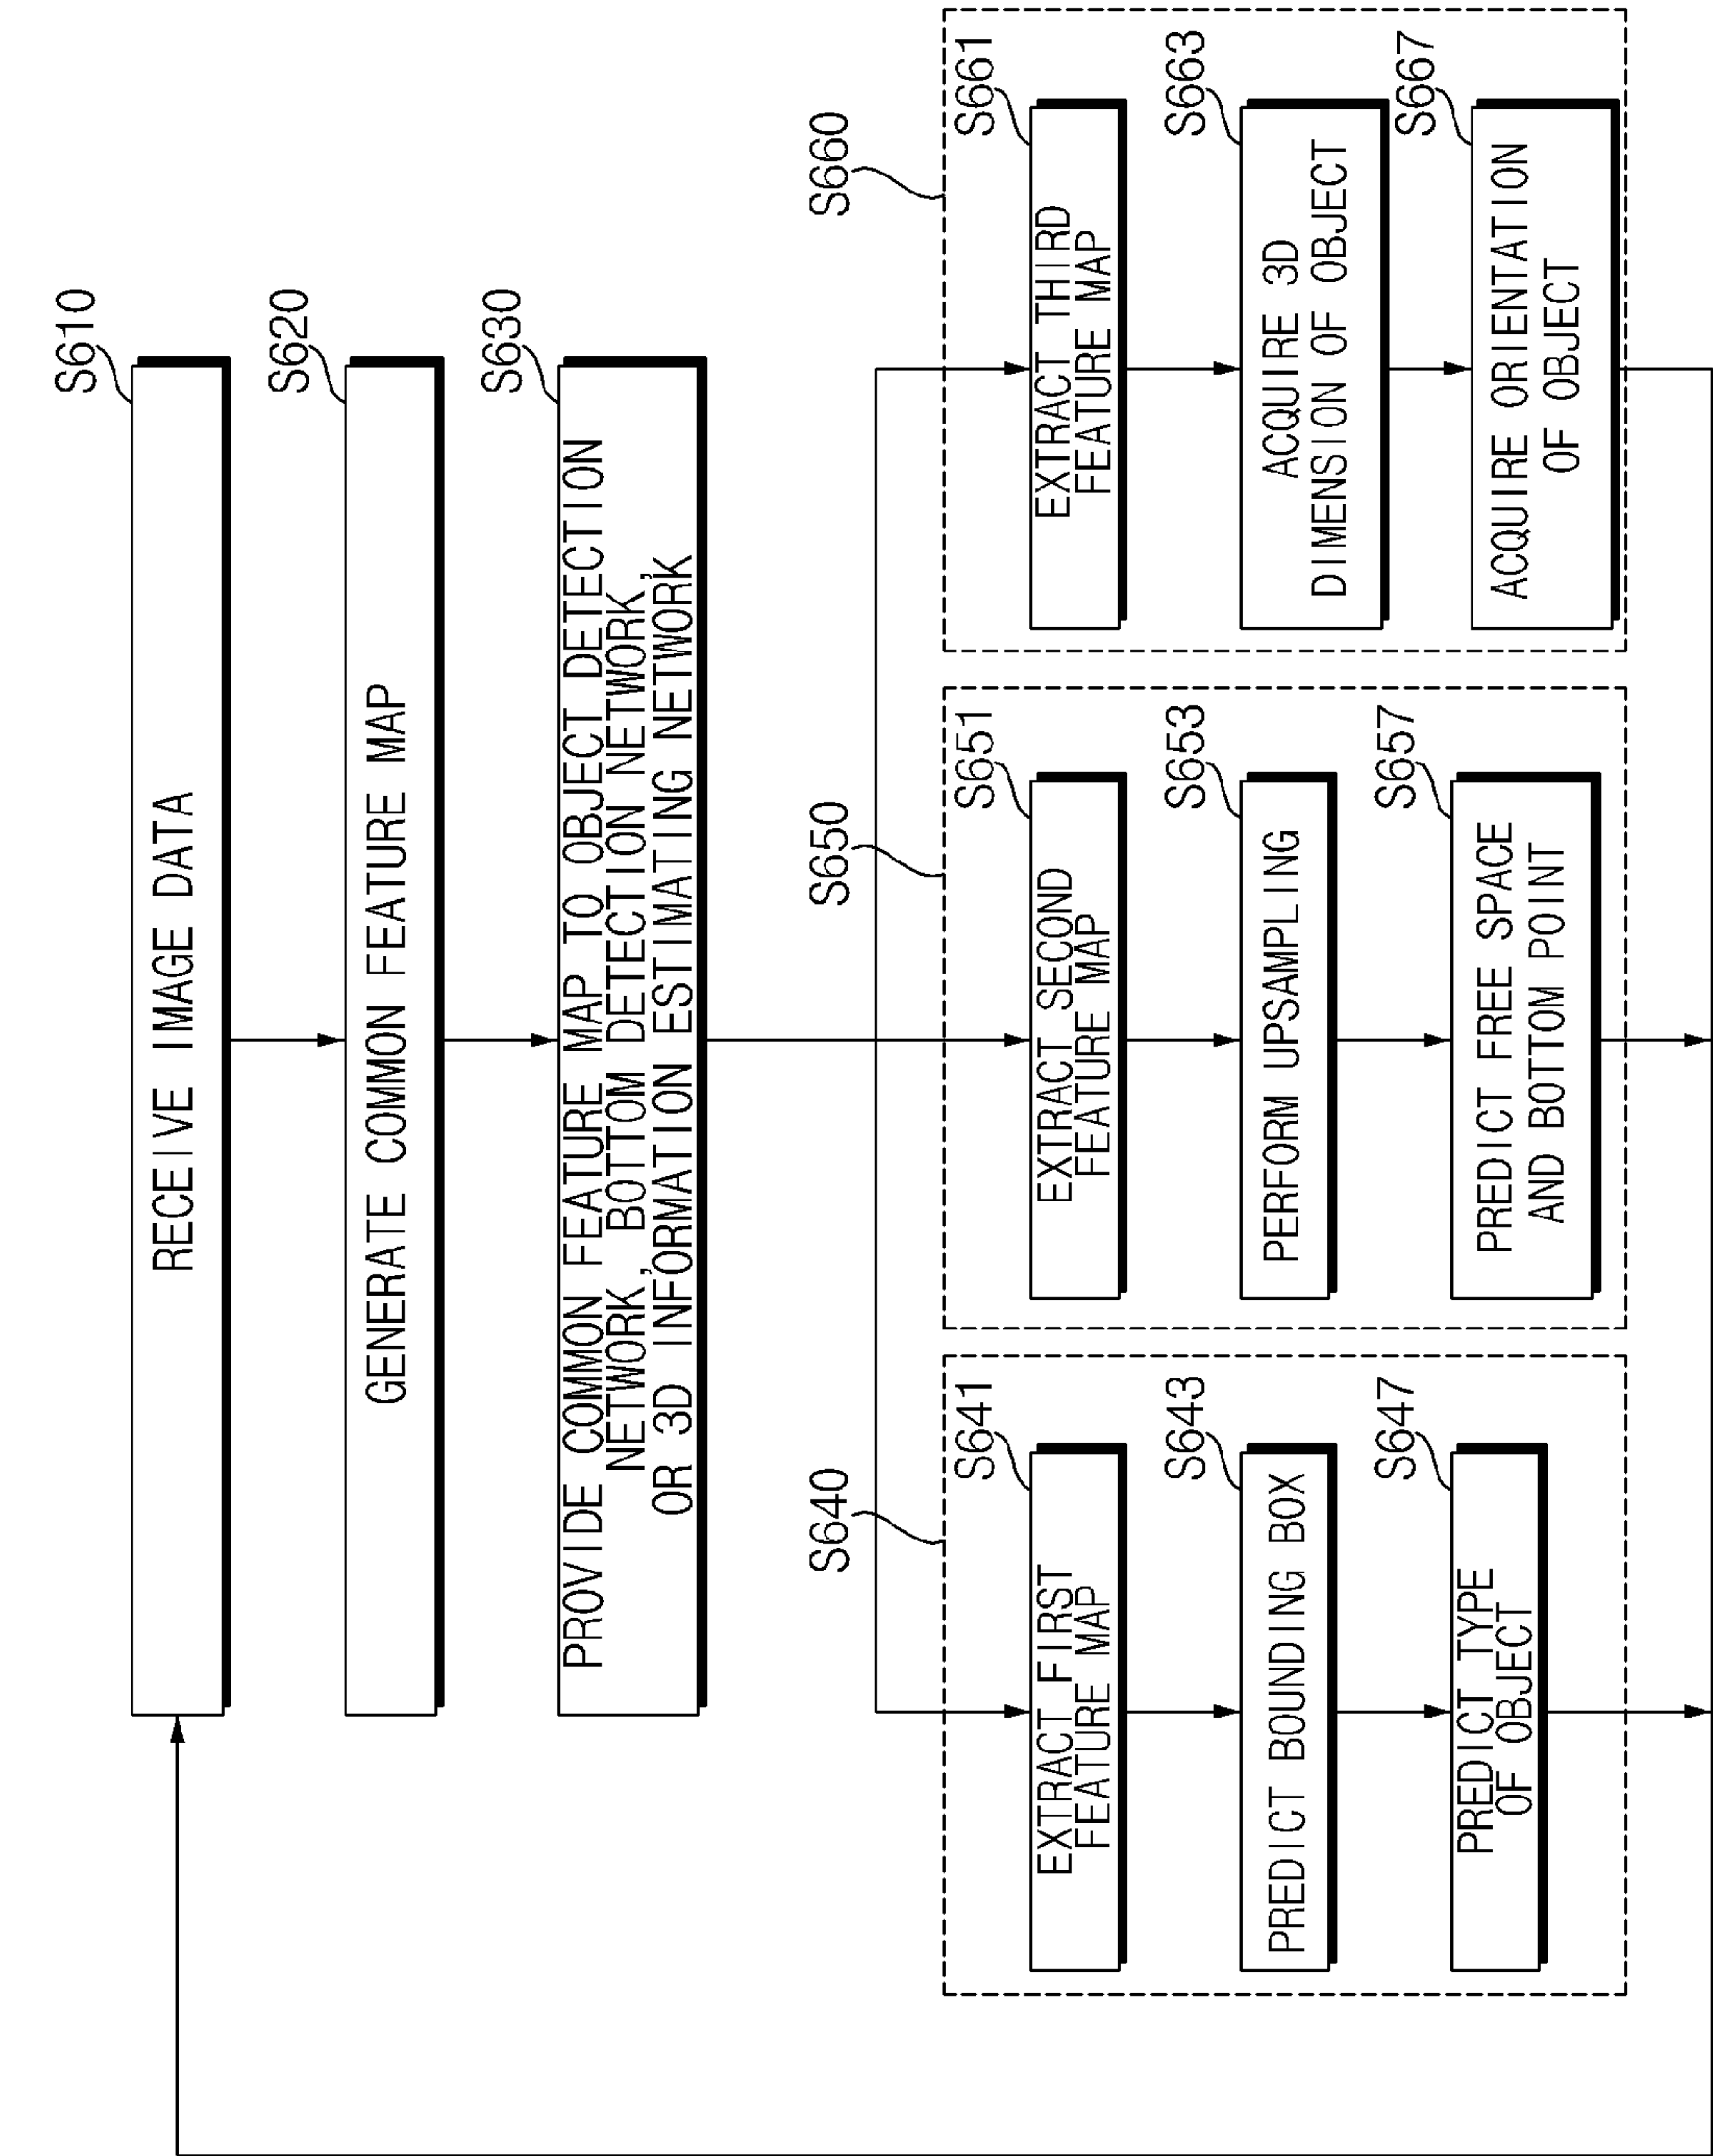 S610
RECEIVE IMAGE DATA
S620
GENERATE COMMON FEATURE MAP
S630
PROVIDE COMMON FEATURE MAP TO OBJECT DETECTION
NETWORK, BOTTOM DETECTION NETWORK,
OR 3D INFORMATION ESTIMATING NETWORK
S640
S641
EXTRACT FIRST
FEATURE MAP
S643
PREDICT BOUNDING BOX
S647
PREDICT TYPE
OF OBJECT
S650
S651
EXTRACT SECOND
FEATURE MAP
S653
PERFORM UPSAMPLING
S657
PREDICT FREE SPACE
AND BOTTOM POINT
S660
S661
EXTRACT THIRD
FEATURE MAP
S663
ACQUIRE 3D
DIMENSION OF OBJECT
S667
ACQUIRE ORIENTATION
OF OBJECT